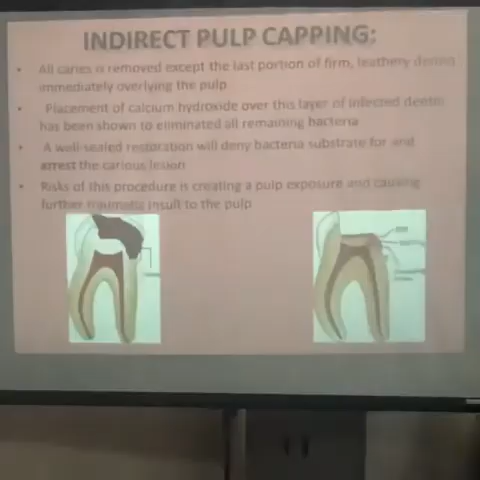 INDIRECT PULP CAPPING:
• All caries is removed except the last portion of firm, leathery dentin
immediately overlying the pulp
• Placement of calcium hydroxide over this layer of infected dentin
has been shown to eliminated all remaining bacteria
• A well-sealed restoration will deny bacteria substrate for and
arrest the carious lesion
• Risks of this procedure is creating a pulp exposure and causing
further traumatic insult to the pulp